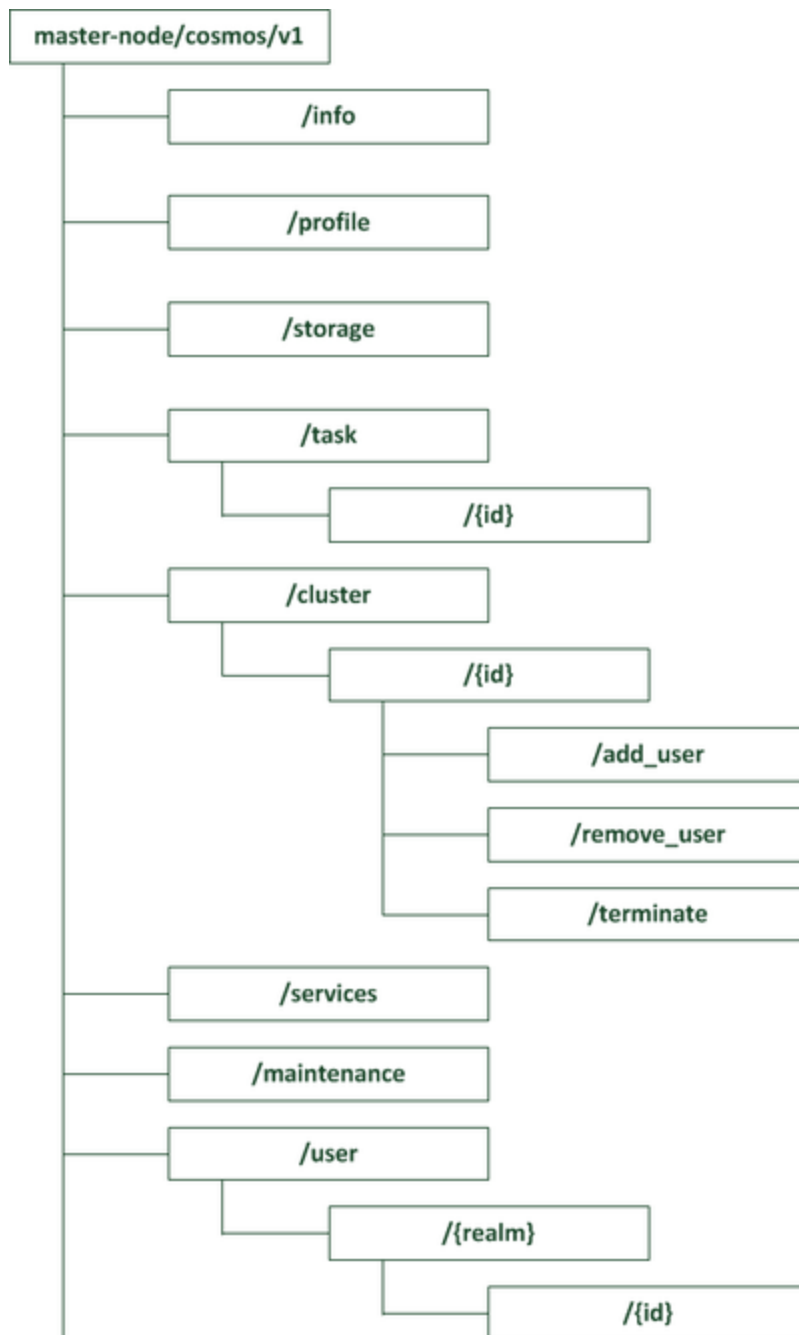 master-node/cosmos/v1
/info
/profile
/storage
/task
/{id}
/cluster
/{id}
/add_user
/remove_user
/terminate
/services
/maintenance
/user
/{realm}
/{id}